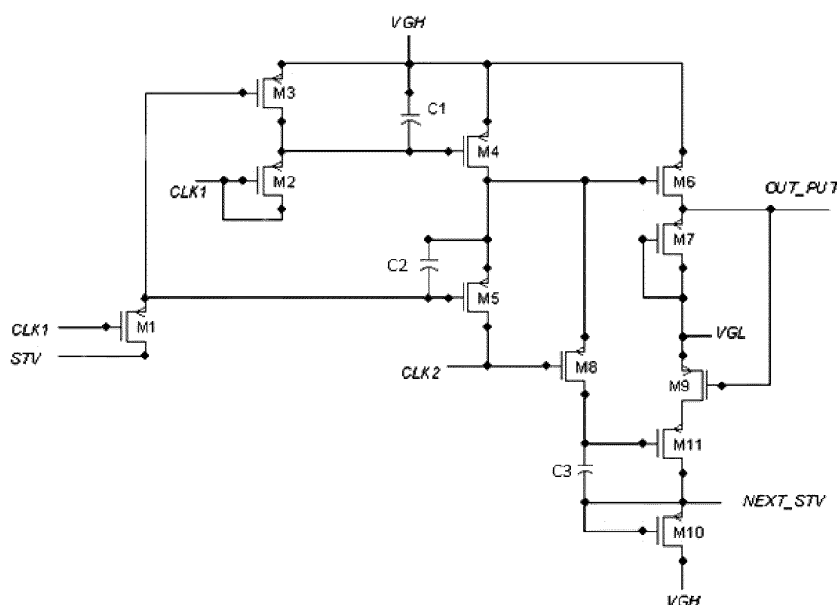 VGH
M3
C1
M4
CLK1
M2
M6
OUT_PUT
M7
C2
M5
CLK1
M1
STV
VGL
CLK2
M8
M9
M11
C3
NEXT_STV
M10
VGH